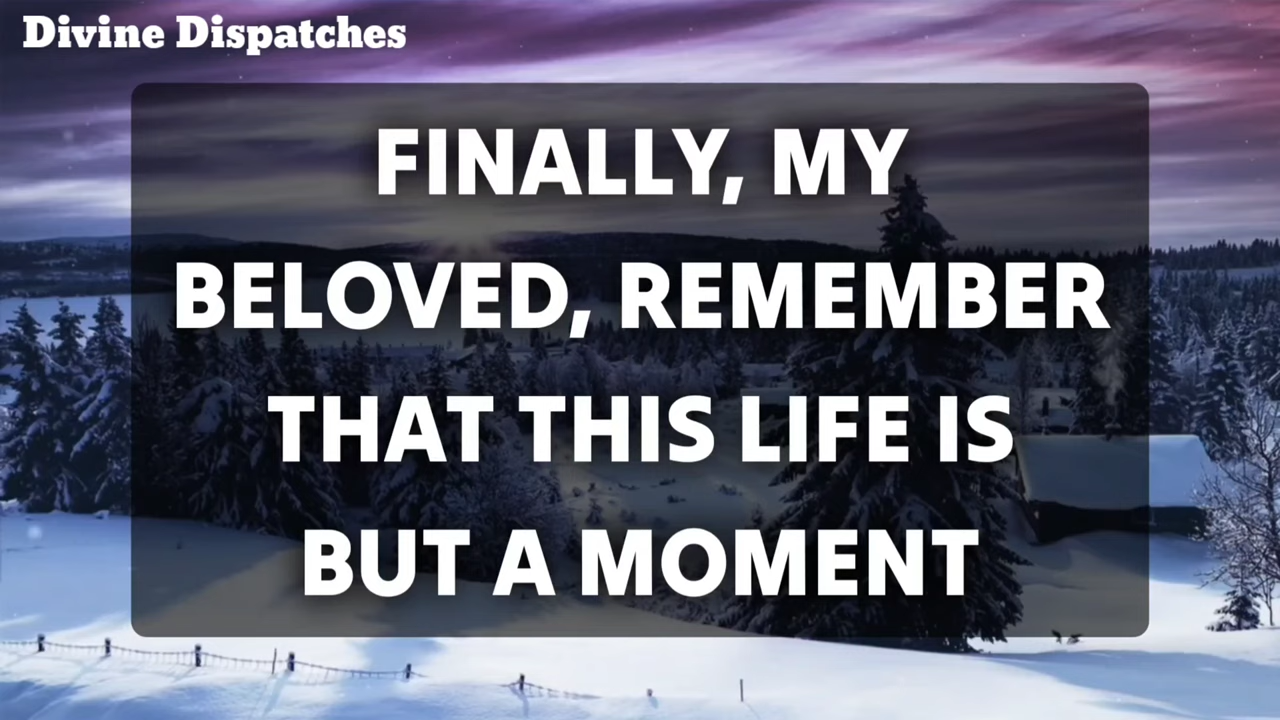 Divine Dispatches
FINALLY, MY
BELOVED, REMEMBER
THAT THIS LIFE IS
BUT A MOMENT